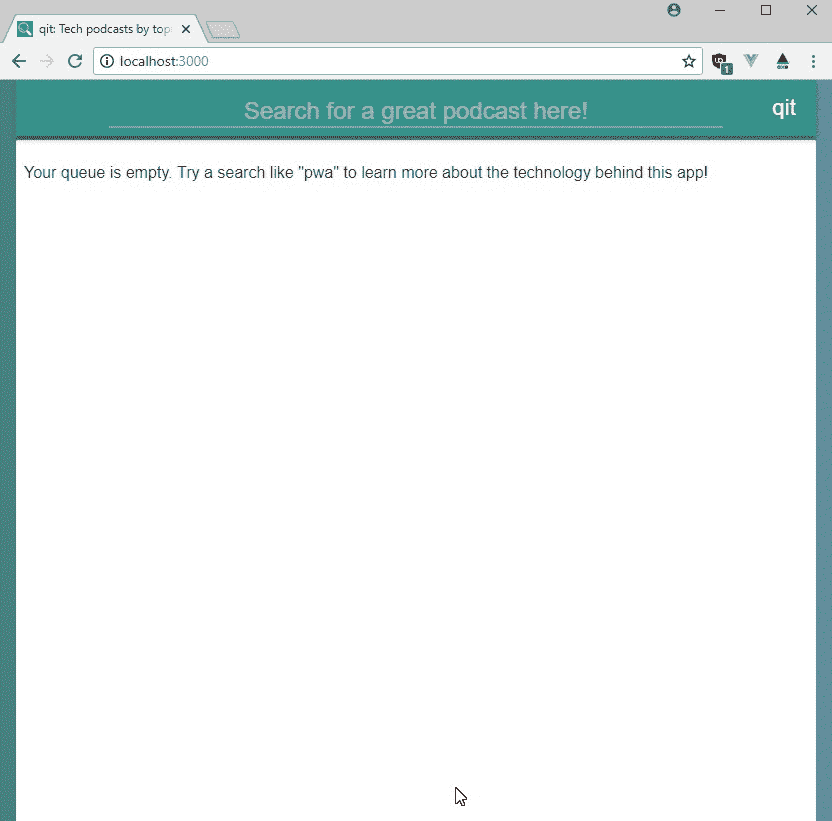 qit: Tech podcasts by top
localhost:3000
1
Search for a great podcast here!
qit
Your queue is empty. Try a search like "pwa" to learn more about the technology behind this app!